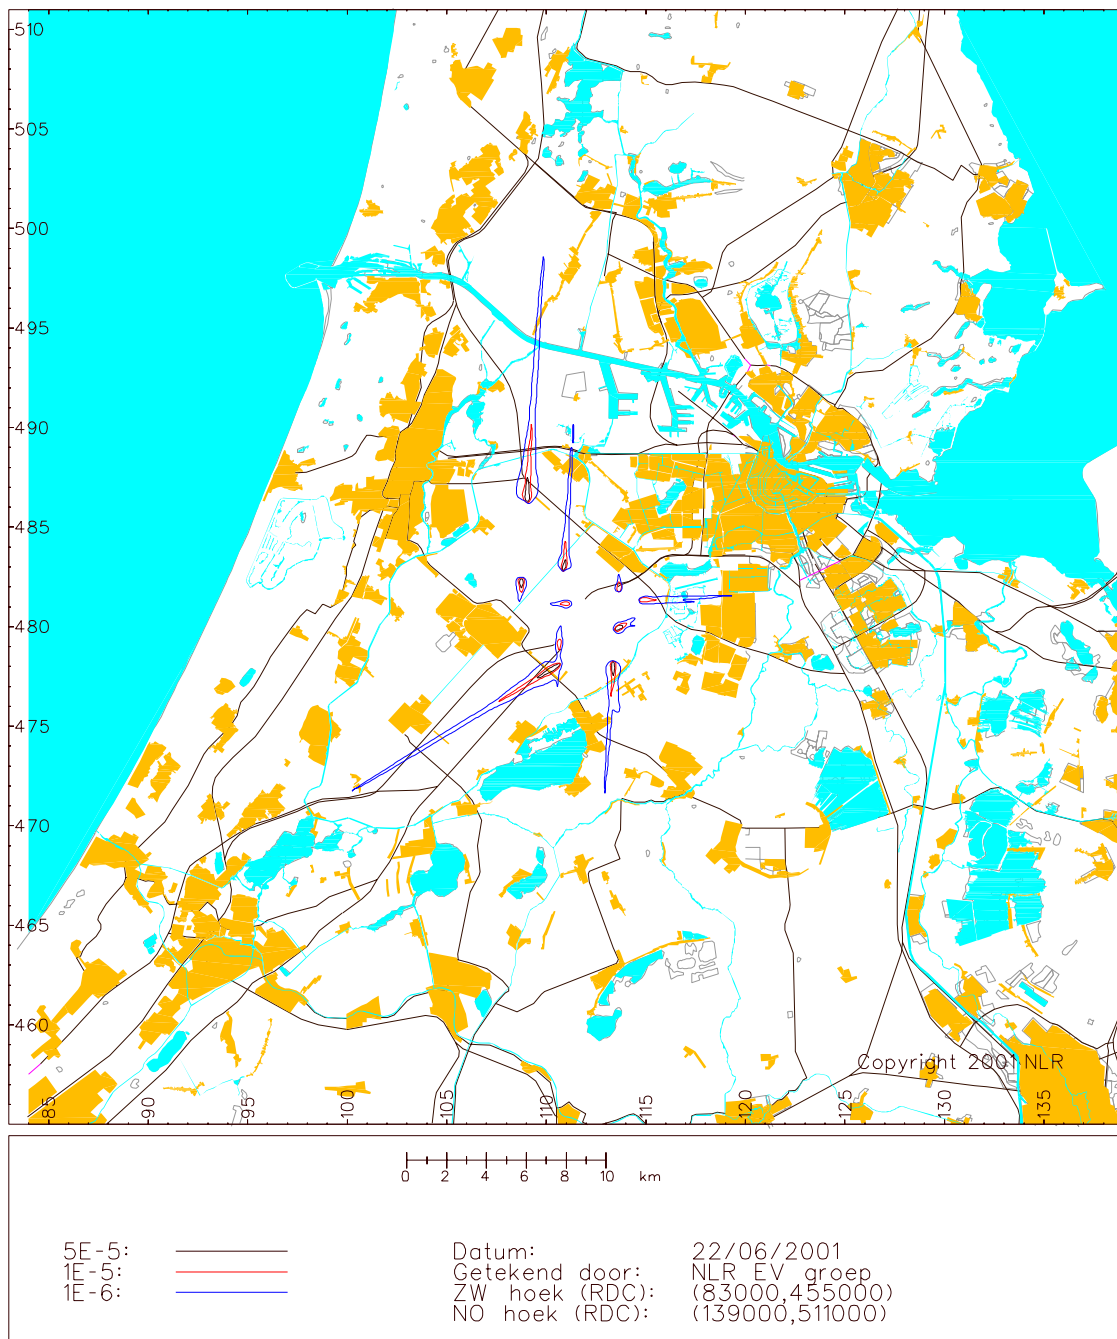 510
505
500
495
490
485
480
475
470
465
460
85
90
95
100
105
110
115
120
125
130
135
Copyright 2001 NLR
0 2 4 6 8 10 km
5E-5:
1E-5:
1E-6:
Datum: 22/06/2001
Getekend door: NLR EV groep
ZW hoek (RDC): (83000,455000)
NO hoek (RDC): (139000,511000)